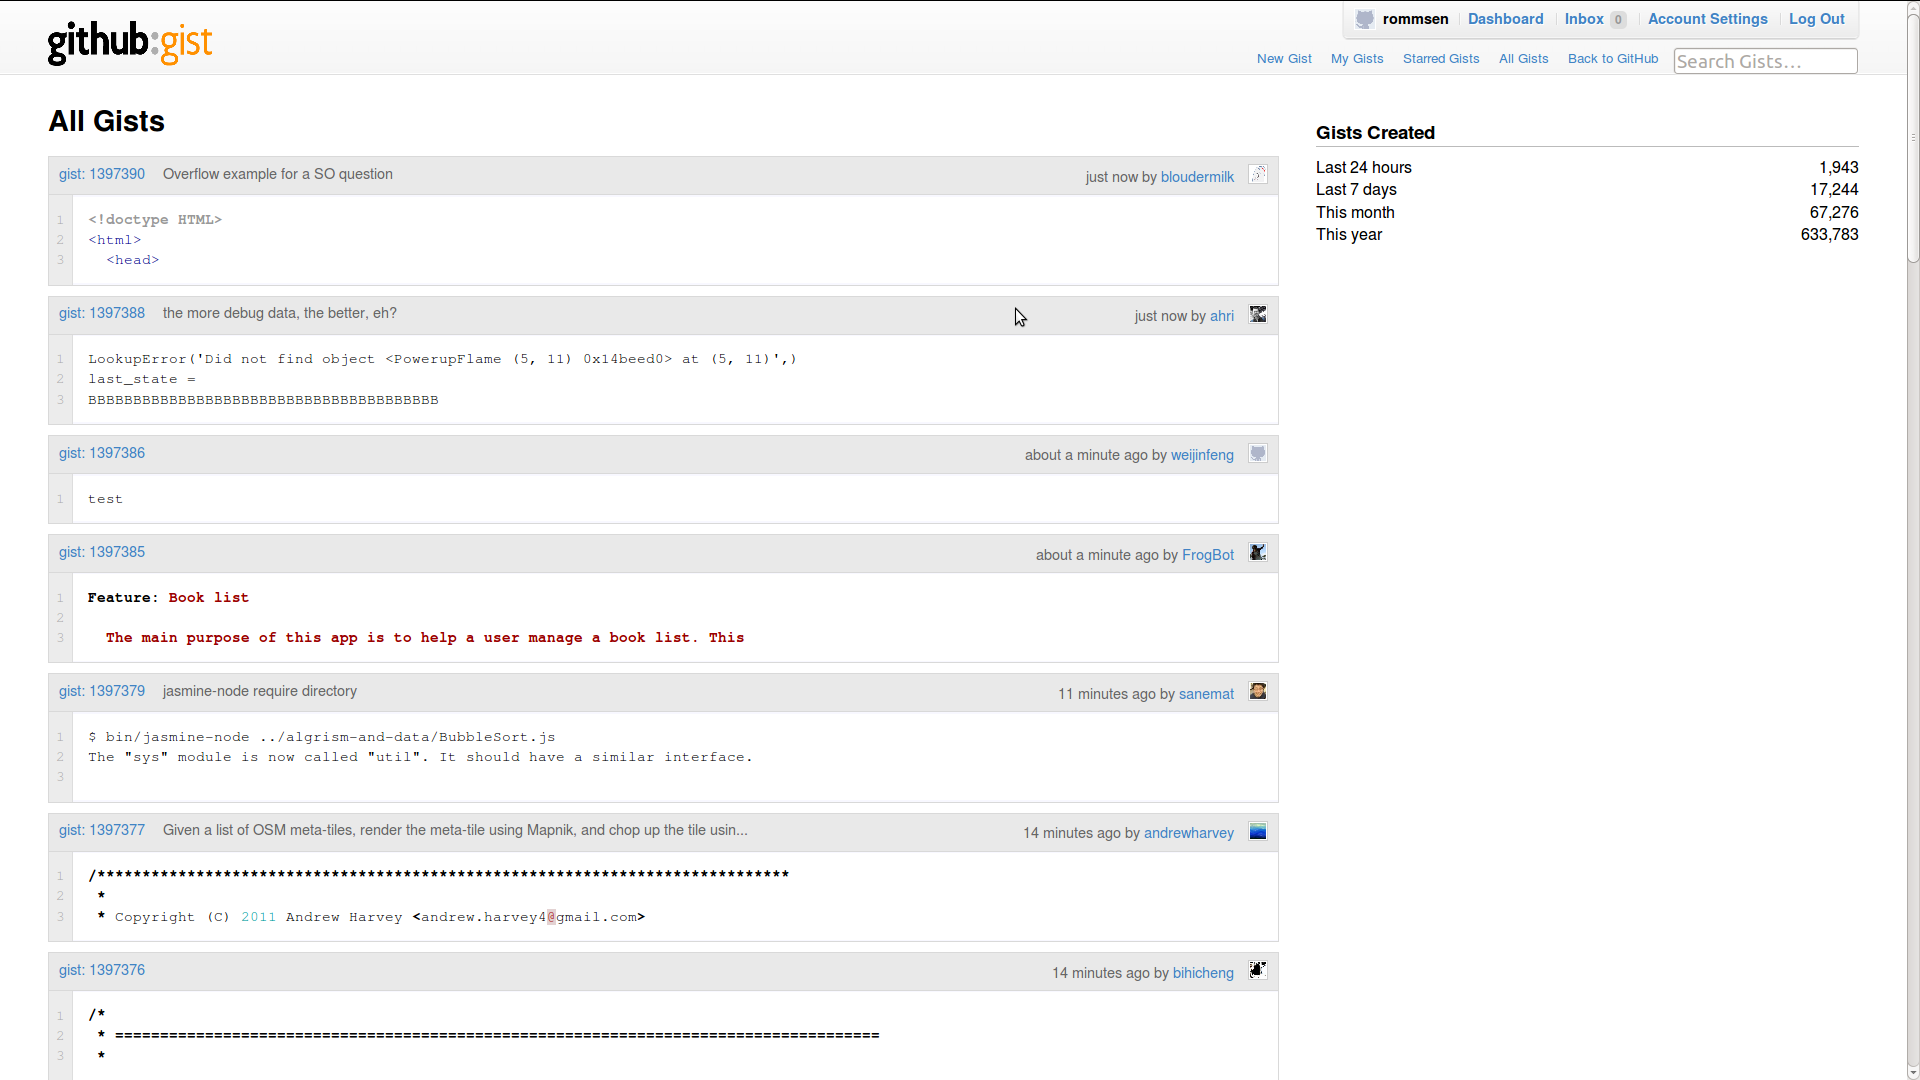 github:gist
rommsen Dashboard Inbox 0 Account Settings Log Out
New Gist My Gists Starred Gists All Gists Back to GitHub Search Gists...
All Gists
gist: 1397390 Overflow example for a SO question just now by bloudermilk
1 <!doctype HTML>
2 <html>
3 <head>
gist: 1397388 the more debug data, the better, eh? just now by ahri
1 LookupError('Did not find object <PowerupFlame (5, 11) 0x14beed0> at (5, 11)',)
2 last_state =
3 BBBBBBBBBBBBBBBBBBBBBBBBBBBBBBBBBBBBBBB
gist: 1397386 about a minute ago by weijinfeng
1 test
gist: 1397385 about a minute ago by FrogBot
1 Feature: Book list
2
3 The main purpose of this app is to help a user manage a book list. This
gist: 1397379 jasmine-node require directory 11 minutes ago by sanemat
1 $ bin/jasmine-node ../algrism-and-data/BubbleSort.js
2 The "sys" module is now called "util". It should have a similar interface.
3
gist: 1397377 Given a list of OSM meta-tiles, render the meta-tile using Mapnik, and chop up the tile usin... 14 minutes ago by andrewharvey
1 /*****************************************************************************
2 *
3 * Copyright (C) 2011 Andrew Harvey <andrew.harvey4@gmail.com>
gist: 1397376 14 minutes ago by bihicheng
1 /*
2 * =====================================================================================
3 *
Gists Created
Last 24 hours 1,943
Last 7 days 17,244
This month 67,276
This year 633,783